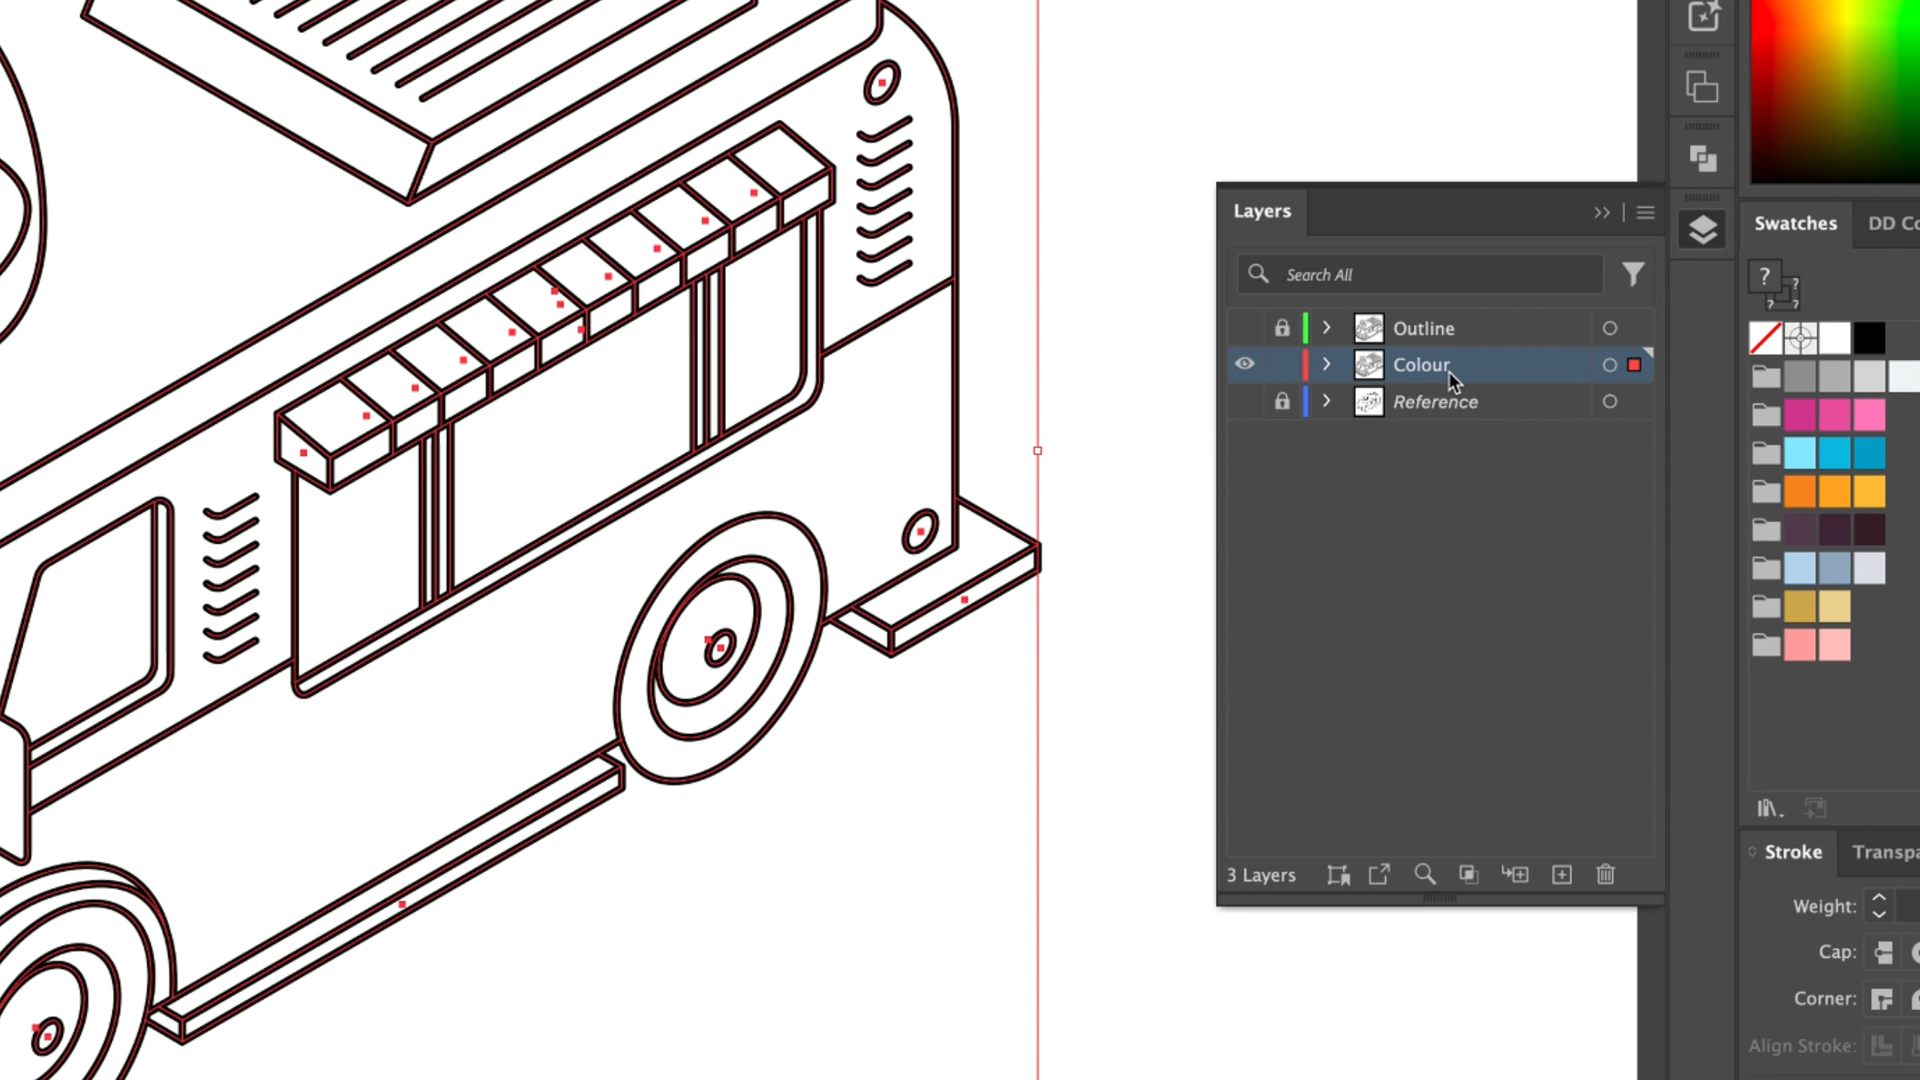 Layers
Swatches
DD Co
Search All
Outline
Colour
Reference
3 Layers
Stroke
Transpa
Weight:
Cap:
Corner:
Align Stroke: